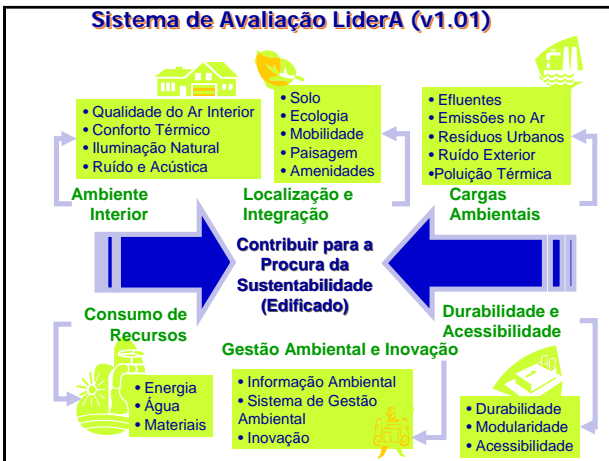 Sistema de Avaliação LiderA (v1.01)
• Qualidade do Ar Interior
• Conforto Térmico
• Iluminação Natural
• Ruído e Acústica
Ambiente
Interior
• Solo
• Ecologia
• Mobilidade
• Paisagem
• Amenidades
Localização e
Integração
• Efluentes
• Emissões no Ar
• Resíduos Urbanos
• Ruído Exterior
•Poluição Térmica
Cargas
Ambientais
Contribuir para a
Procura da
Sustentabilidade
(Edificado)
Consumo de
Recursos
• Energia
• Água
• Materiais
Gestão Ambiental e Inovação
• Informação Ambiental
• Sistema de Gestão
Ambiental
• Inovação
Durabilidade e
Acessibilidade
• Durabilidade
• Modularidade
• Acessibilidade